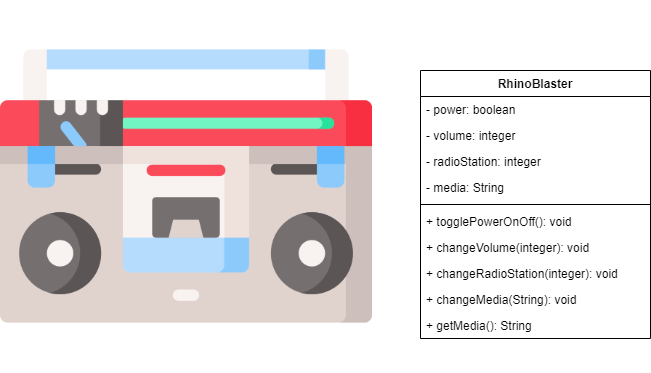 RhinoBlaster
- power: boolean
- volume: integer
- radioStation: integer
- media: String
+ togglePowerOnOff(): void
+ changeVolume(integer): void
+ changeRadioStation(integer): void
+ changeMedia(String): void
+ getMedia(): String